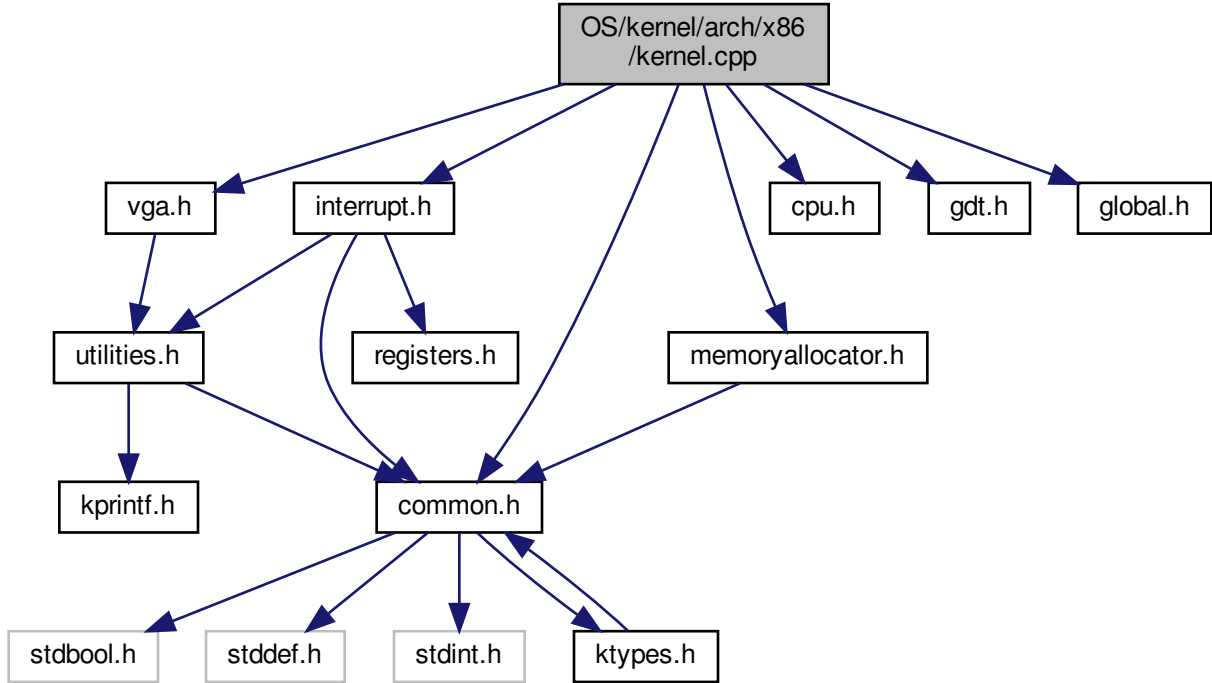 OS/kernel/arch/x86
/kernel.cpp
vga.h
interrupt.h
cpu.h
gdt.h
global.h
utilities.h
registers.h
memoryallocator.h
kprintf.h
common.h
stdbool.h
stddef.h
stdint.h
ktypes.h